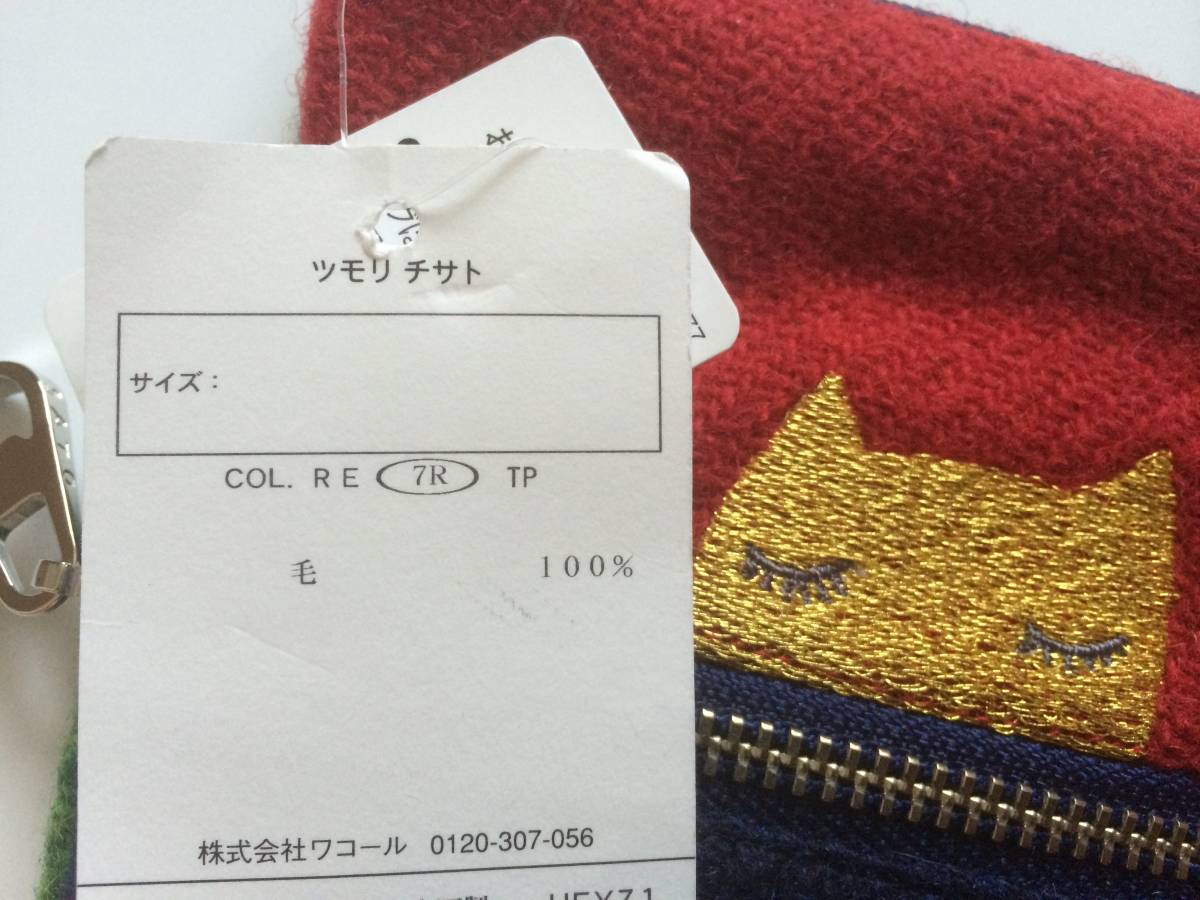 ツモリ チサト
サイズ：
COL. RE 7R TP
毛 100%
株式会社ワコール 0120-307-056